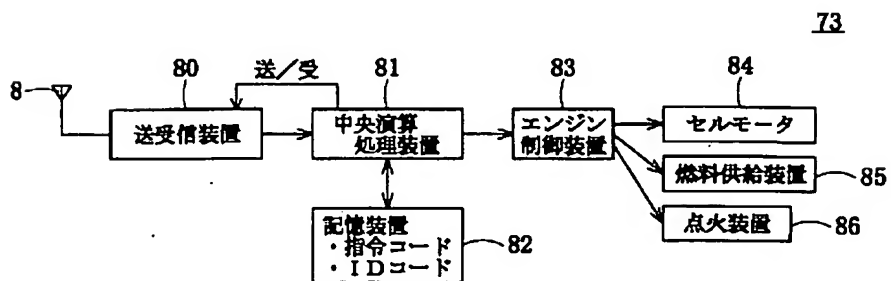 73
8
80
送/受
81
83
84
送受信装置
中央演算
処理装置
エンジン
制御装置
セルモータ
燃料供給装置
85
点火装置
86
記憶装置
・指令コード
・IDコード
82